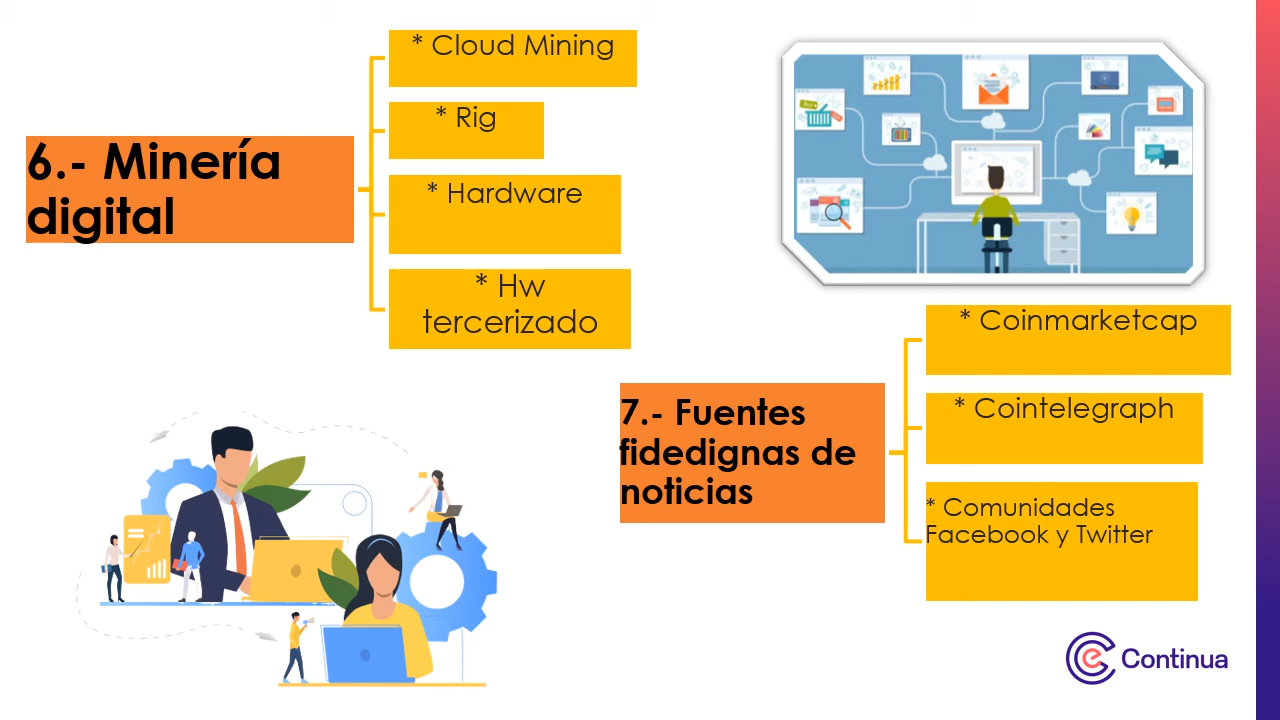 6.- Minería
digital
* Cloud Mining
* Rig
* Hardware
* Hw
tercerizado
7.- Fuentes
fidedignas de
noticias
* Coinmarketcap
* Cointelegraph
* Comunidades
Facebook y Twitter
Continua